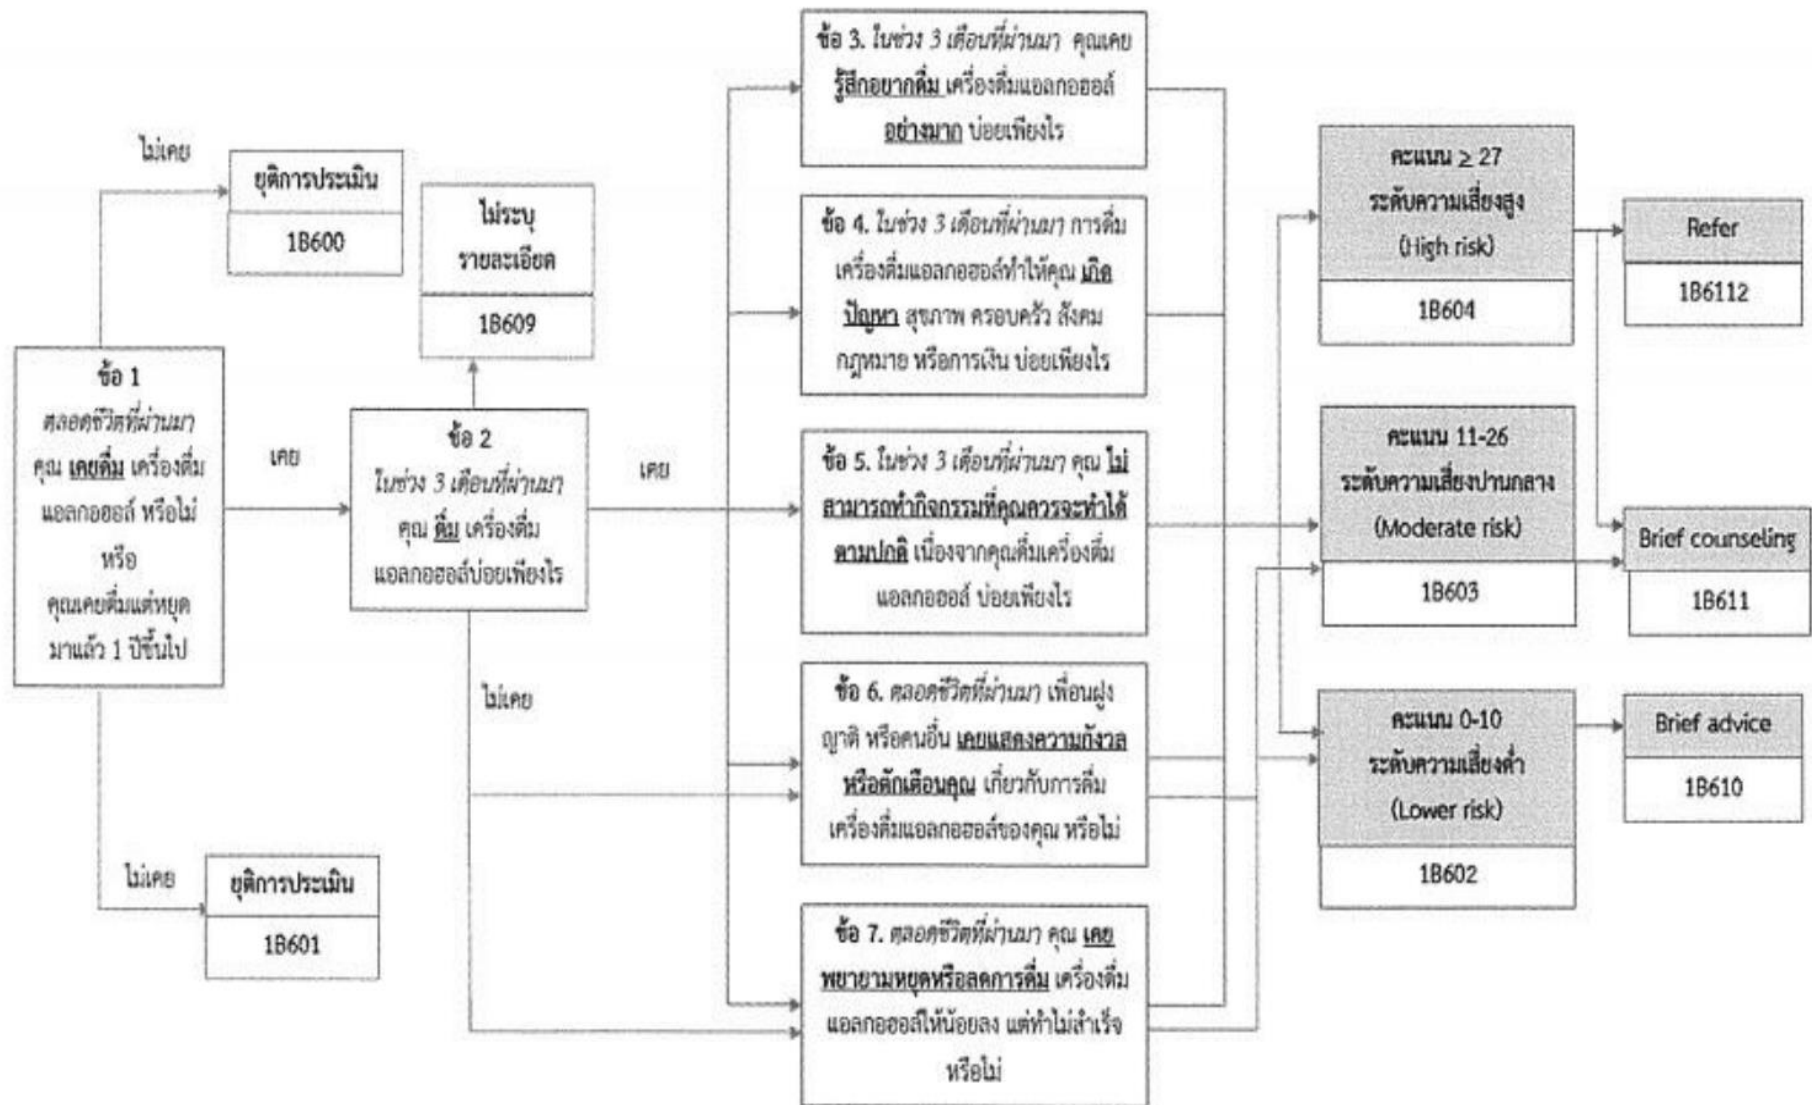 ไม่เคย
ยุติการประเมิน
1B600
ไม่ระบุ
รายละเอียด
1B609
ข้อ 1
ตลอดชีวิตที่ผ่านมา
คุณ เคยดื่ม เครื่องดื่ม
แอลกอฮอล์ หรือไม่
หรือ
คุณเคยดื่มแต่หยุด
มาแล้ว 1 ปีขึ้นไป
เคย
ข้อ 2
ในช่วง 3 เดือนที่ผ่านมา
คุณ ดื่ม เครื่องดื่ม
แอลกอฮอล์บ่อยเพียงไร
เคย
ไม่เคย
ไม่เคย
ยุติการประเมิน
1B601
ข้อ 3. ในช่วง 3 เดือนที่ผ่านมา คุณเคย
รู้สึกอยากดื่ม เครื่องดื่มแอลกอฮอล์
อย่างมาก บ่อยเพียงไร
ข้อ 4. ในช่วง 3 เดือนที่ผ่านมา การดื่ม
เครื่องดื่มแอลกอฮอล์ทำให้คุณ เกิด
ปัญหา สุขภาพ ครอบครัว สังคม
กฎหมาย หรือการเงิน บ่อยเพียงไร
ข้อ 5. ในช่วง 3 เดือนที่ผ่านมา คุณ ไม่
สามารถทำกิจกรรมที่คุณควรจะทำได้
ตามปกติ เนื่องจากคุณดื่มเครื่องดื่ม
แอลกอฮอล์ บ่อยเพียงไร
ข้อ 6. ตลอดชีวิตที่ผ่านมา เพื่อนฝูง
ญาติ หรือคนอื่น เคยแสดงความกังวล
หรือตักเตือนคุณ เกี่ยวกับการดื่ม
เครื่องดื่มแอลกอฮอล์ของคุณ หรือไม่
ข้อ 7. ตลอดชีวิตที่ผ่านมา คุณ เคย
พยายามหยุดหรือลดการดื่ม เครื่องดื่ม
แอลกอฮอล์ให้น้อยลง แต่ทำไม่สำเร็จ
หรือไม่
คะแนน ≥ 27
ระดับความเสี่ยงสูง
(High risk)
1B604
Refer
1B6112
คะแนน 11-26
ระดับความเสี่ยงปานกลาง
(Moderate risk)
1B603
Brief counseling
1B611
คะแนน 0-10
ระดับความเสี่ยงต่ำ
(Lower risk)
1B602
Brief advice
1B610